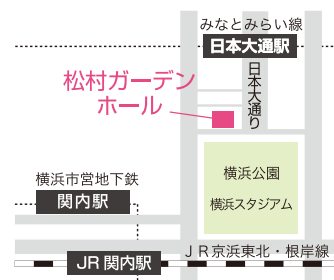 みなとみらい線
日本大通駅
松村ガーデン
ホール
日本大通り
横浜公園
横浜スタジアム
横浜市営地下鉄
関内駅
JR京浜東北・根岸線
JR関内駅